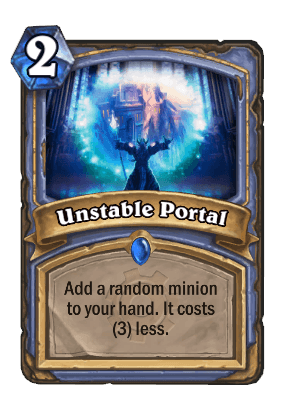 2
Unstable Portal
Add a random minion
to your hand. It costs
(3) less.